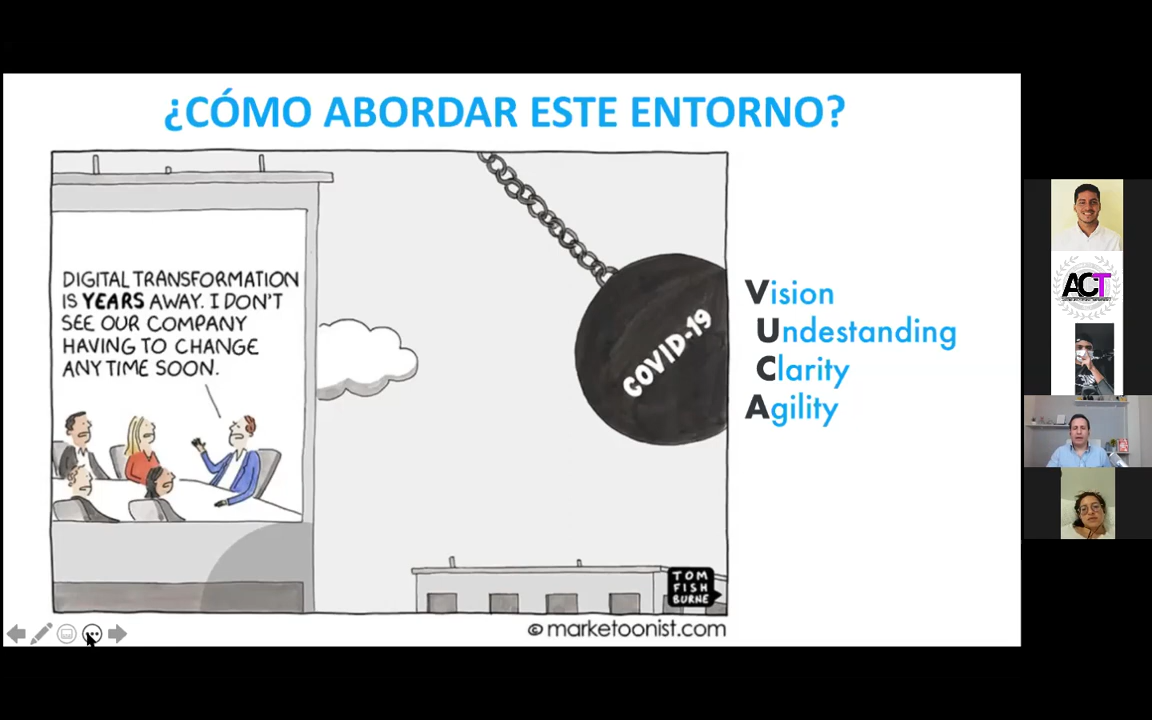 ¿CÓMO ABORDAR ESTE ENTORNO?
DIGITAL TRANSFORMATION
IS YEARS AWAY. I DON'T
SEE OUR COMPANY
HAVING TO CHANGE
ANY TIME SOON.
COVID-19
TOM
FISH
BURNE
© marketoonist.com
Vision
Undestanding
Clarity
Agility
ACT